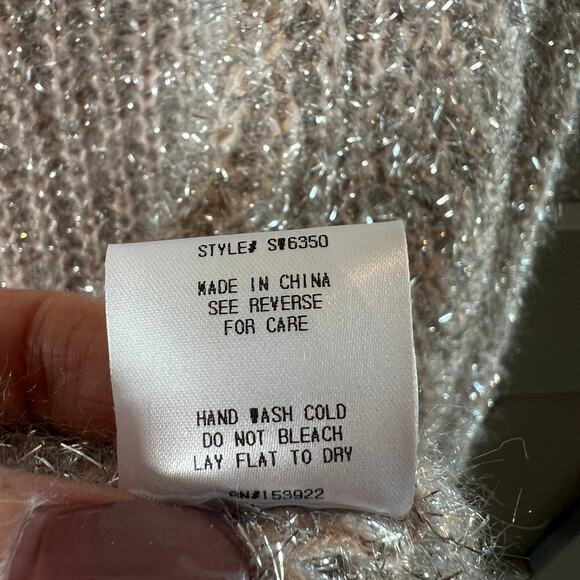 STYLE# SW6350
MADE IN CHINA
SEE REVERSE
FOR CARE
HAND WASH COLD
DO NOT BLEACH
LAY FLAT TO DRY
RN#153922